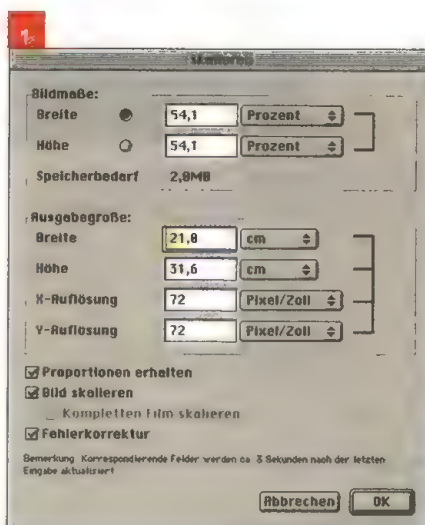 1
Skalieren
Bildmaße:
Breite 54,1 Prozent
Höhe 54,1 Prozent
Speicherbedarf 2,8MB
Ausgabegroße:
Breite 21,8 cm
Höhe 31,6 cm
X-Auflösung 72 Pixel/Zoll
Y-Auflösung 72 Pixel/Zoll
Proportionen erhalten
Bild skalieren
Kompletten Film skalieren
Fehlerkorrektur
Bemerkung Korrespondierende Felder werden ca. 3 Sekunden nach der letzten
Eingabe aktualisiert
Abbrechen OK